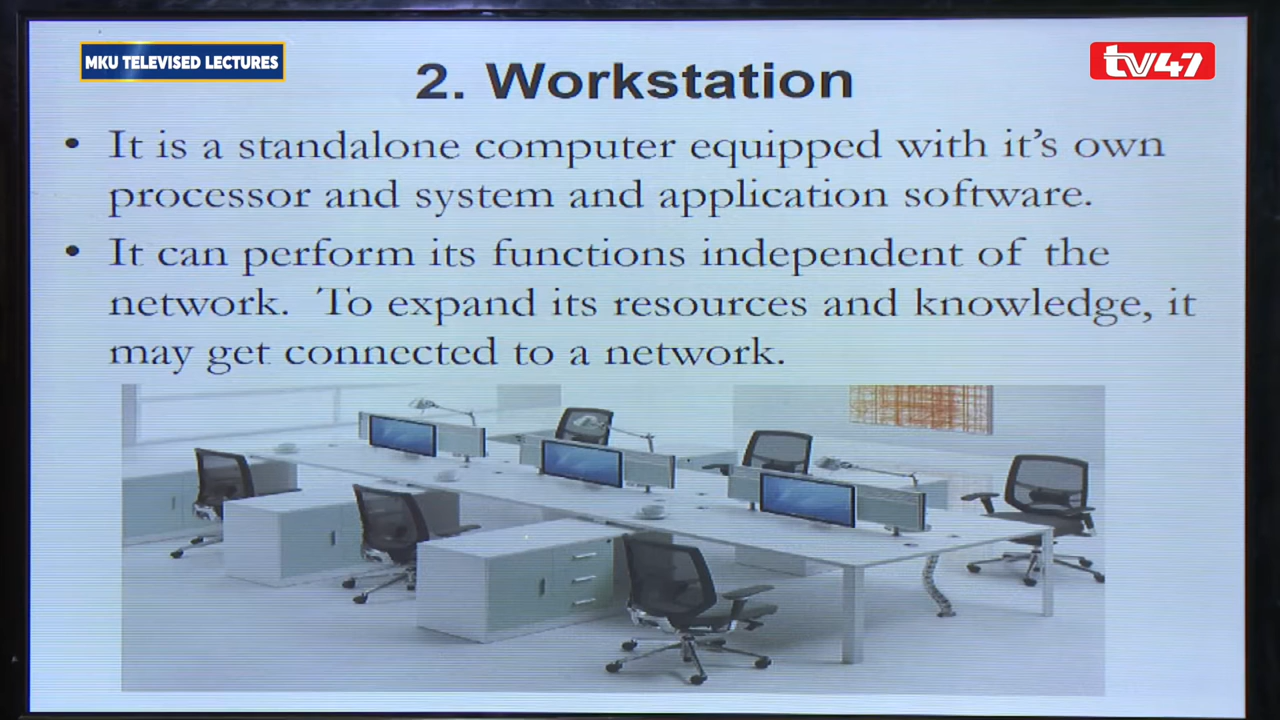 MKU TELEVISED LECTURES
tv47
2. Workstation
• It is a standalone computer equipped with it’s own
processor and system and application software.
• It can perform its functions independent of the
network. To expand its resources and knowledge, it
may get connected to a network.